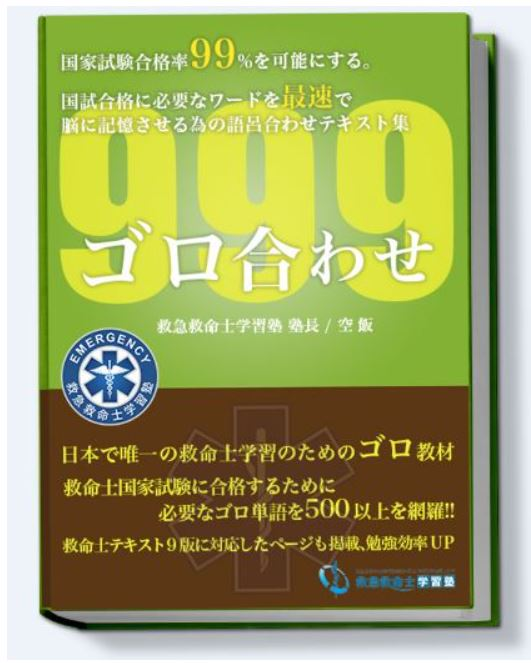 国家試験合格率99%を可能にする。
国試合格に必要なワードを最速で
脳に記憶させる為の語呂合わせテキスト集
999
ゴロ合わせ
救急救命士学習塾 塾長 / 空飯
EMERGENCY
救急救命士学習塾
日本で唯一の救命士学習のためのゴロ教材
救命士国家試験に合格するために
必要なゴロ単語を500以上を網羅!!
救命士テキスト9版に対応したページも掲載、勉強効率UP
救急救命士学習塾